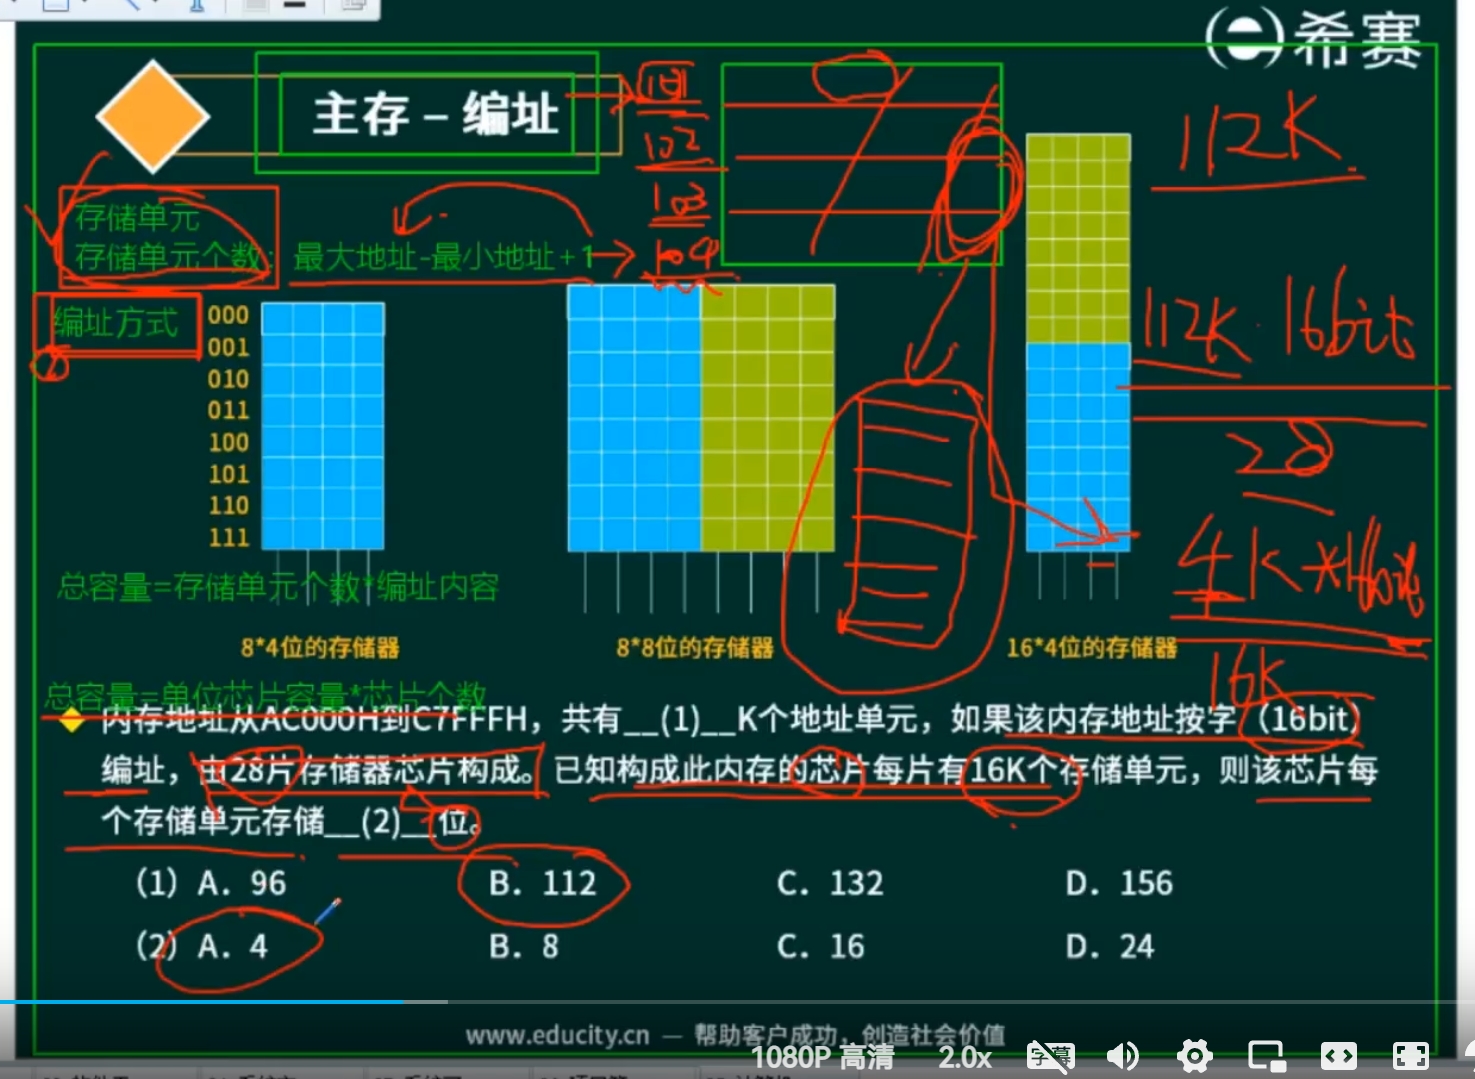 希赛
主存 – 编址
101
102
103
104
112K
存储单元
存储单元个数: 最大地址-最小地址+1
编址方式
000
001
010
011
100
101
110
111
112K · 16bit
28
4K*16bit
16K
总容量=存储单元个数*编址内容
8*4位的存储器
8*8位的存储器
16*4位的存储器
总容量=单位芯片容量*芯片个数
内存地址从AC000H到C7FFFH，共有__(1)__K个地址单元，如果该内存地址按字（16bit）
编址，由28片存储器芯片构成。已知构成此内存的芯片每片有16K个存储单元，则该芯片每
个存储单元存储__(2)__位。
（1）A．96 B．112 C．132 D．156
（2）A．4 B．8 C．16 D．24
www.educity.cn — 帮助客户成功，创造社会价值
1080P 高清 2.0x 字幕